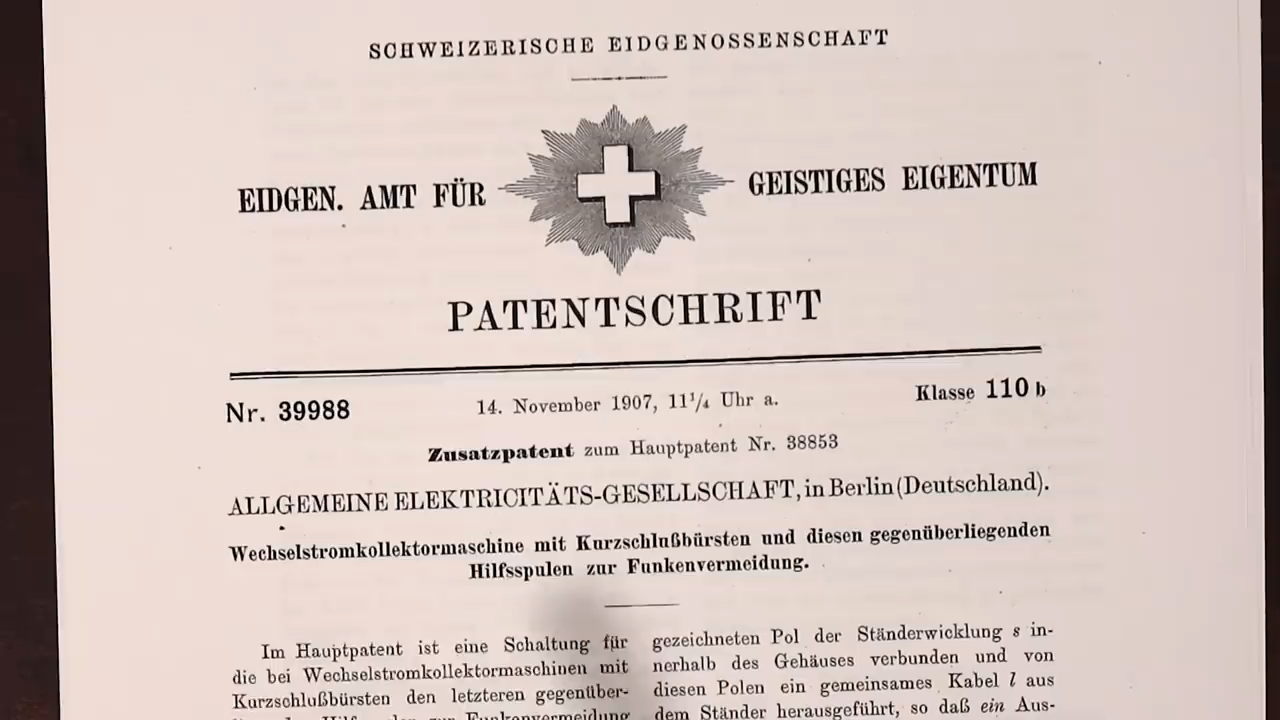 SCHWEIZERISCHE EIDGENOSSENSCHAFT
EIDGEN. AMT FÜR GEISTIGES EIGENTUM
PATENTSCHRIFT
Nr. 39988 14. November 1907, 11¹/₄ Uhr a. Klasse 110 b
Zusatzpatent zum Hauptpatent Nr. 38853
ALLGEMEINE ELEKTRICITÄTS-GESELLSCHAFT, in Berlin (Deutschland).
Wechselstromkollektormaschine mit Kurzschlußbürsten und diesen gegenüberliegenden
Hilfsspulen zur Funkenvermeidung.
Im Hauptpatent ist eine Schaltung für
die bei Wechselstromkollektormaschinen mit
Kurzschlußbürsten den letzteren gegenüber-
zur Funkenvermeidung
gezeichneten Pol der Ständerwicklung s in-
nerhalb des Gehäuses verbunden und von
diesen Polen ein gemeinsames Kabel l aus
dem Ständer herausgeführt, so daß ein Aus-